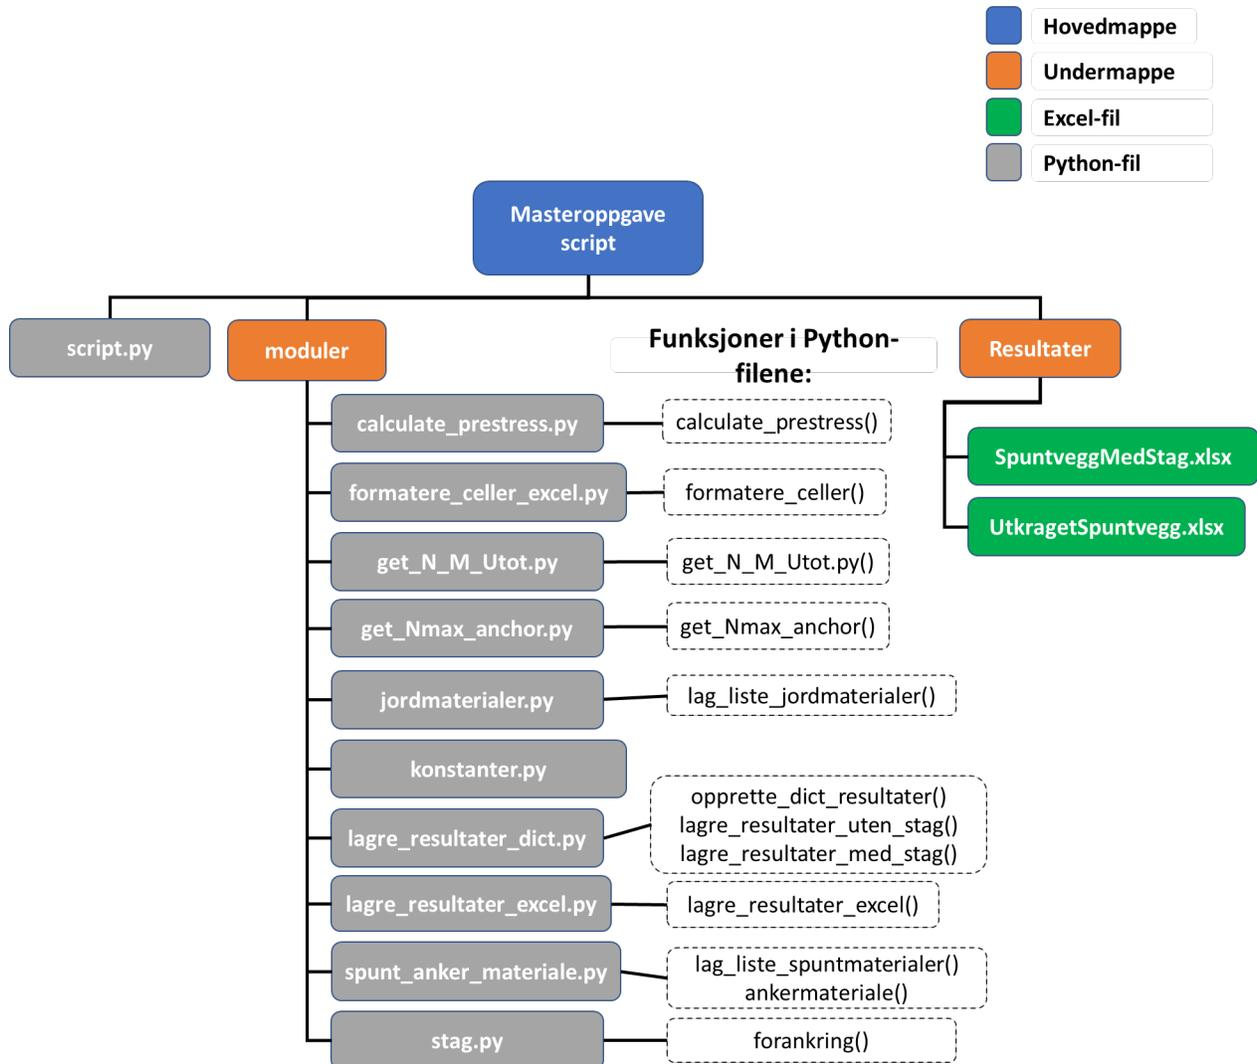 Hovedmappe
Undermappe
Excel-fil
Python-fil
Masteroppgave
script
script.py
moduler
Funksjoner i Python-
filene:
Resultater
calculate_prestress.py
calculate_prestress()
formatere_celler_excel.py
formatere_celler()
get_N_M_Utot.py
get_N_M_Utot.py()
get_Nmax_anchor.py
get_Nmax_anchor()
jordmaterialer.py
lag_liste_jordmaterialer()
konstanter.py
lagre_resultater_dict.py
opprette_dict_resultater()
lagre_resultater_uten_stag()
lagre_resultater_med_stag()
lagre_resultater_excel.py
lagre_resultater_excel()
spunt_anker_materiale.py
lag_liste_spuntmaterialer()
ankermateriale()
stag.py
forankring()
SpuntveggMedStag.xlsx
UtkragetSpuntvegg.xlsx